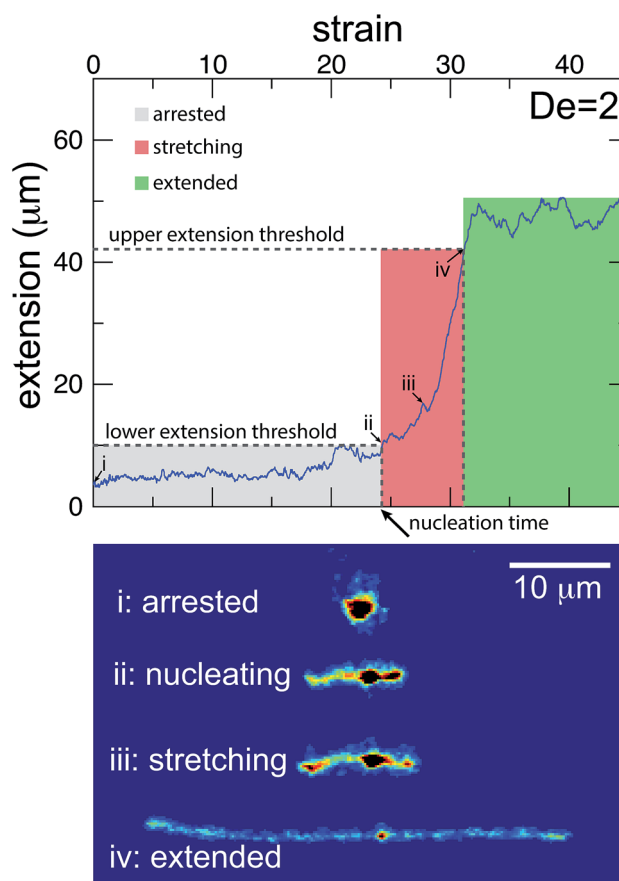 strain
0 10 20 30 40
De=2
arrested
stretching
extended
60
40
20
0
extension (μm)
upper extension threshold
iv
iii
ii
lower extension threshold
i
nucleation time
10 μm
i: arrested
ii: nucleating
iii: stretching
iv: extended